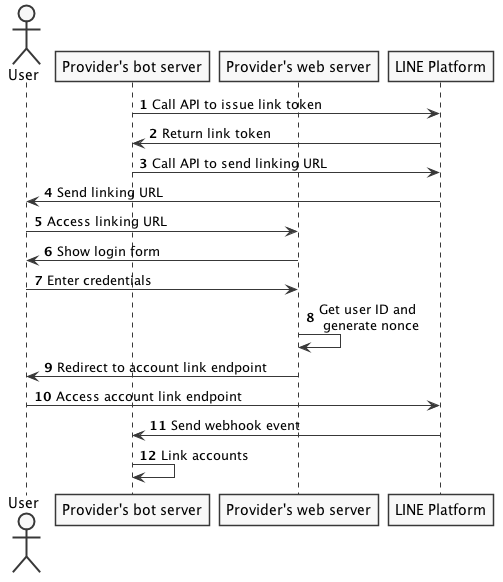 User
Provider's bot server
Provider's web server
LINE Platform
1 Call API to issue link token
2 Return link token
3 Call API to send linking URL
4 Send linking URL
5 Access linking URL
6 Show login form
7 Enter credentials
8 Get user ID and
generate nonce
9 Redirect to account link endpoint
10 Access account link endpoint
11 Send webhook event
12 Link accounts
User
Provider's bot server
Provider's web server
LINE Platform